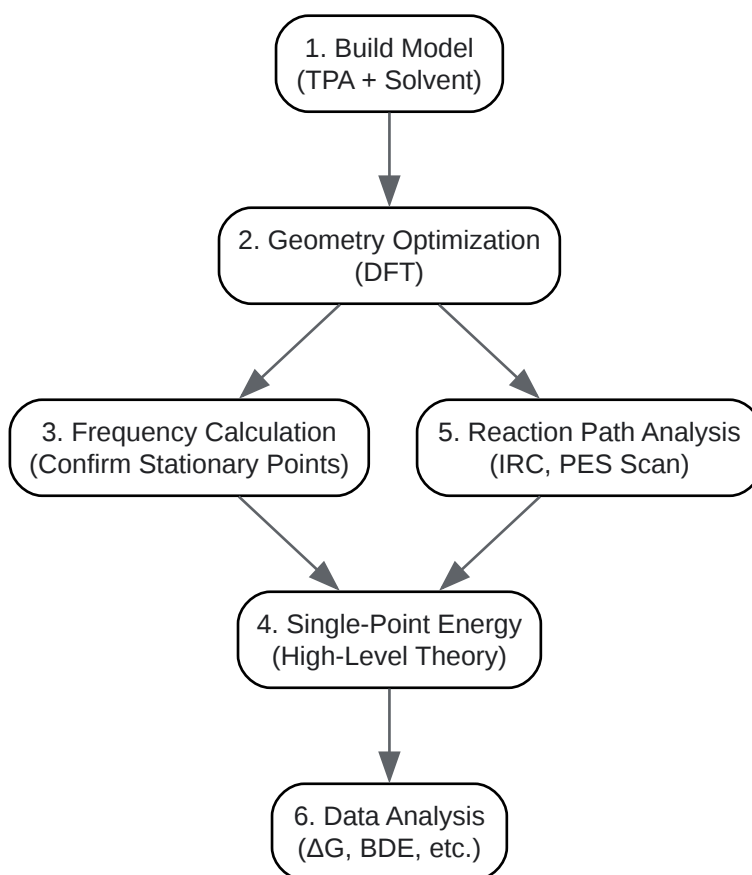 1. Build Model
(TPA + Solvent)
2. Geometry Optimization
(DFT)
3. Frequency Calculation
(Confirm Stationary Points)
5. Reaction Path Analysis
(IRC, PES Scan)
4. Single-Point Energy
(High-Level Theory)
6. Data Analysis
(ΔG, BDE, etc.)